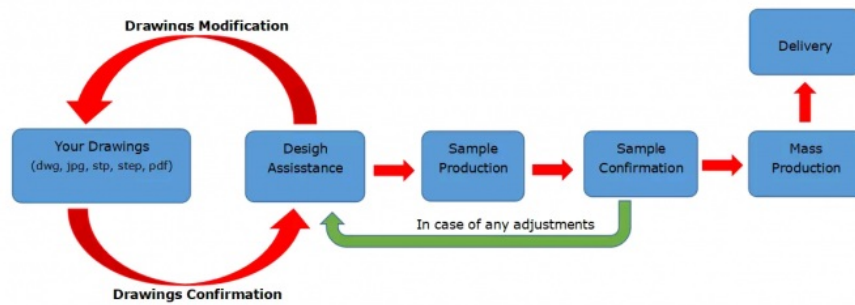 Drawings Modification
Delivery
Your Drawings
(dwg, jpg, stp, step, pdf)
Desigh
Assisstance
Sample
Production
Sample
Confirmation
Mass
Production
In case of any adjustments
Drawings Confirmation